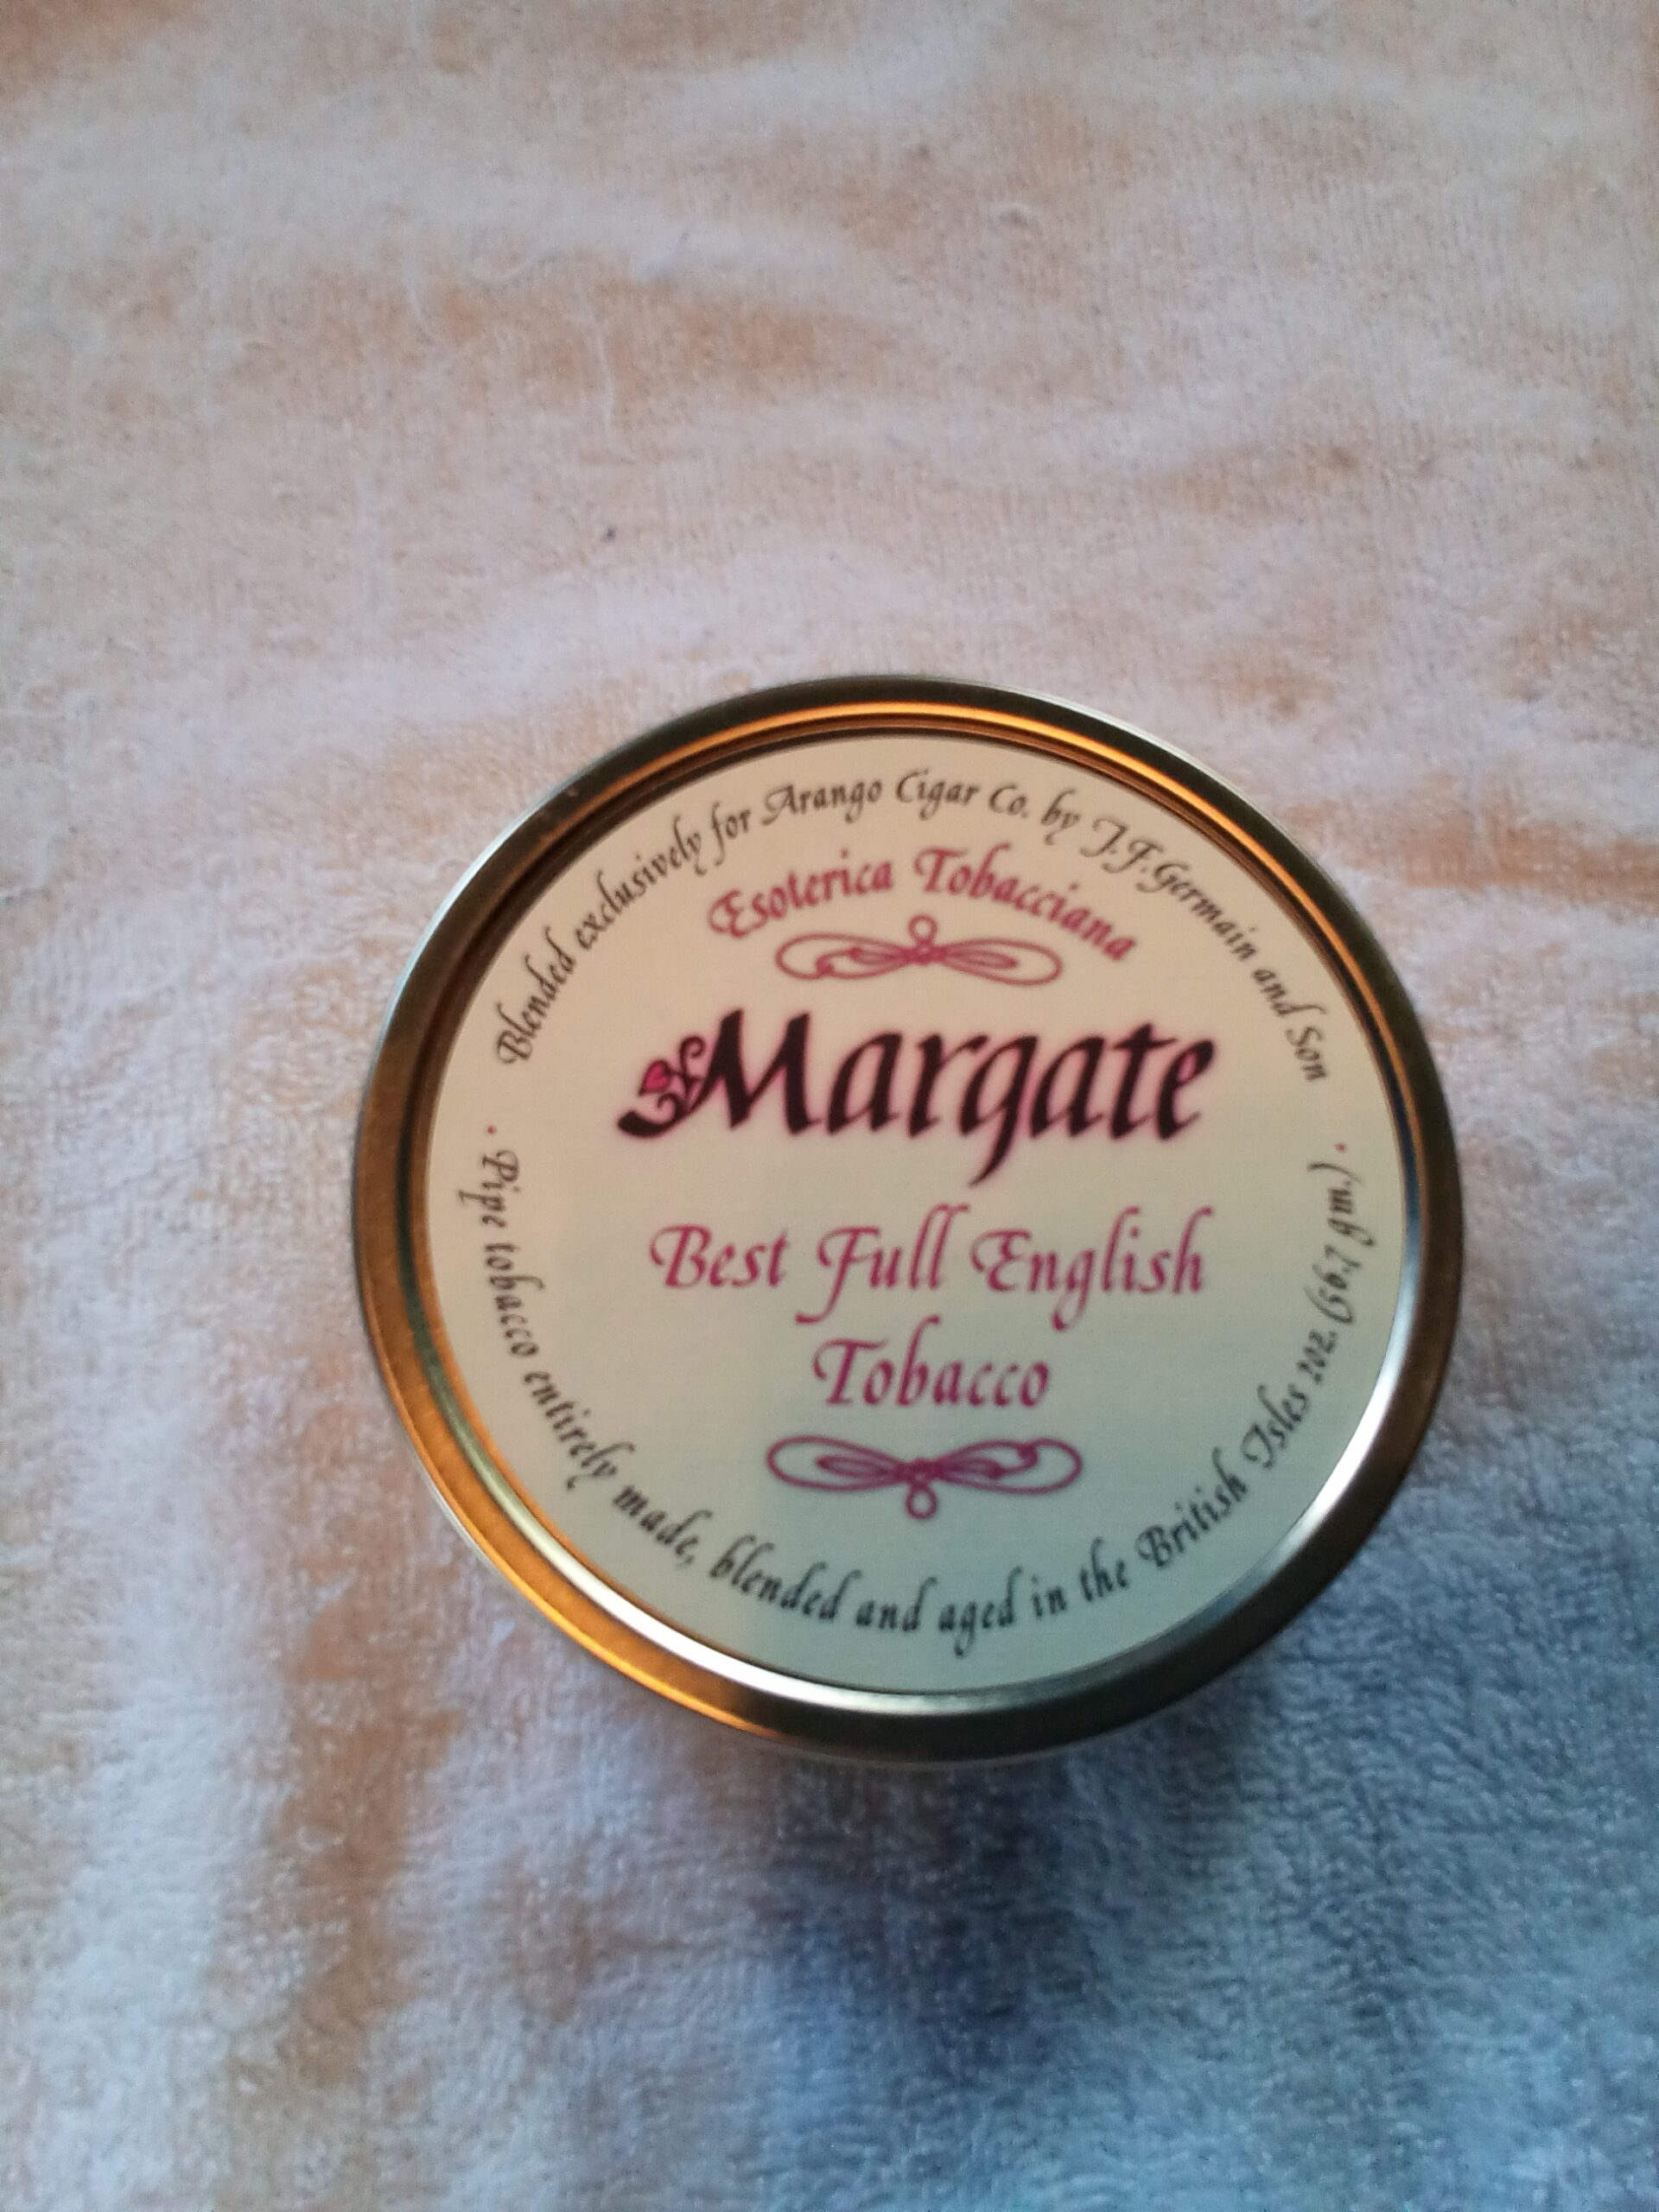 Blended exclusively for Arango Cigar Co. by J.F. Germain and Son
Esoterica Tobacciana
Margate
Best Full English
Tobacco
· Pipe tobacco entirely made, blended and aged in the British Isles 2oz. (56.7 gm.) ·